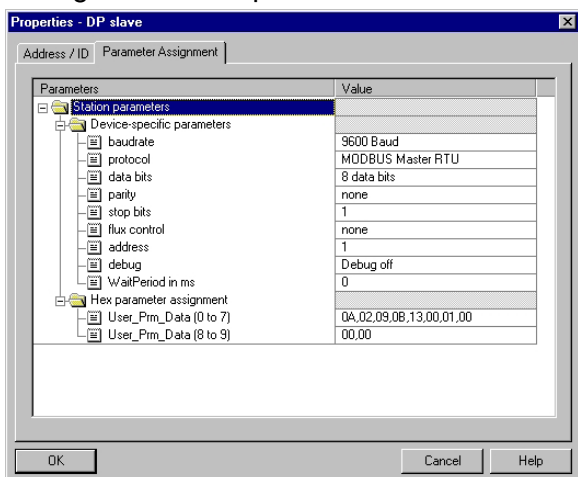 Properties - DP slave
Address / ID Parameter Assignment
Parameters Value
Station parameters
Device-specific parameters
baudrate 9600 Baud
protocol MODBUS Master RTU
data bits 8 data bits
parity none
stop bits 1
flux control none
address 1
debug Debug off
WaitPeriod in ms 0
Hex parameter assignment
User_Prm_Data (0 to 7) 0A,02,09,0B,13,00,01,00
User_Prm_Data (8 to 9) 00,00
OK Cancel Help